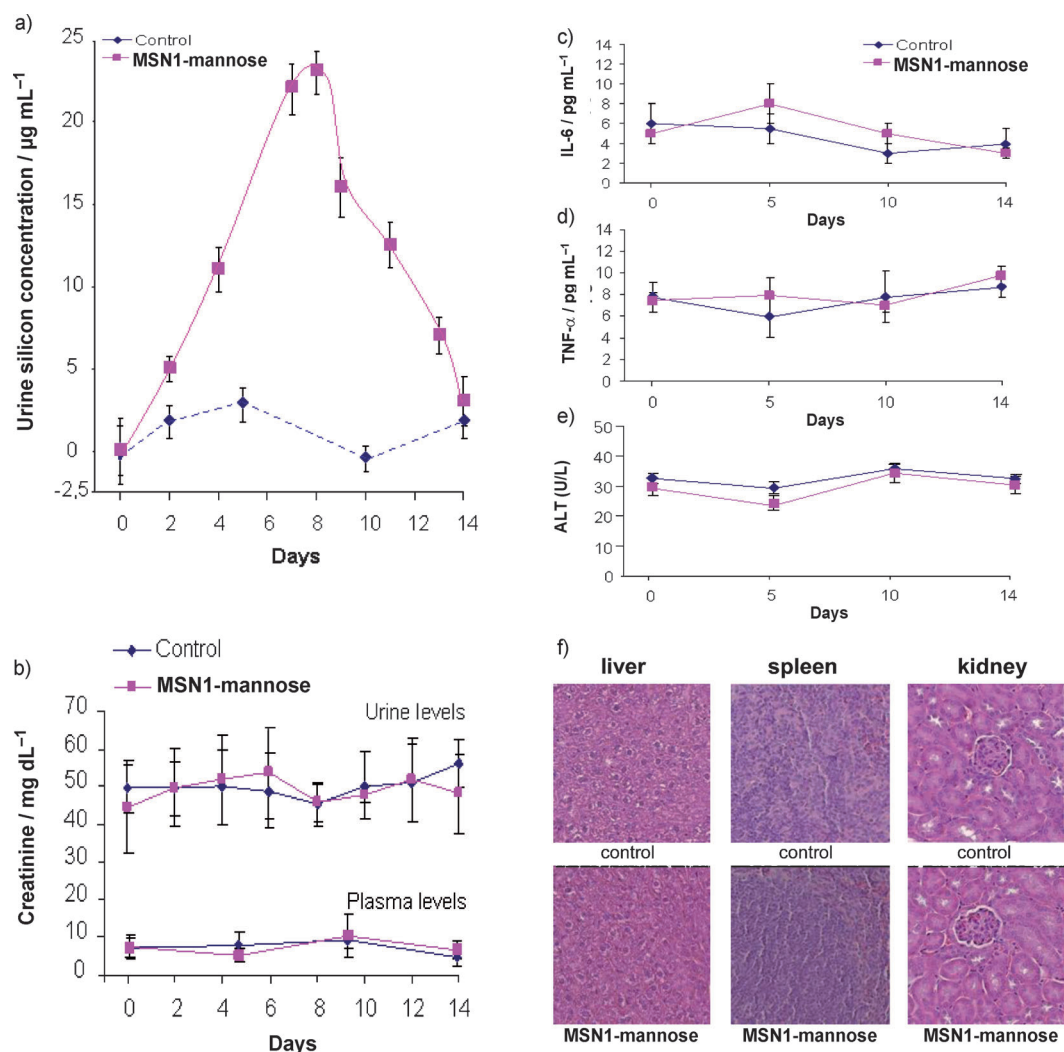 a)
Control
MSN1-mannose
Urine silicon concentration / µg mL⁻¹
25
20
15
10
5
0
-2,5
0 2 4 6 8 10 12 14
Days
b)
Control
MSN1-mannose
Urine levels
Plasma levels
Creatinine / mg dL⁻¹
70
60
50
40
30
20
10
0
0 2 4 6 8 10 12 14
Days
c)
Control
MSN1-mannose
IL-6 / pg mL⁻¹
14
12
10
8
6
4
2
0
0 5 10 14
Days
d)
TNF-α / pg mL⁻¹
14
12
10
8
6
4
2
0
0 5 10 14
Days
e)
ALT (U/L)
50
40
30
20
10
0
0 5 10 14
Days
f)
liver spleen kidney
control control control
MSN1-mannose MSN1-mannose MSN1-mannose